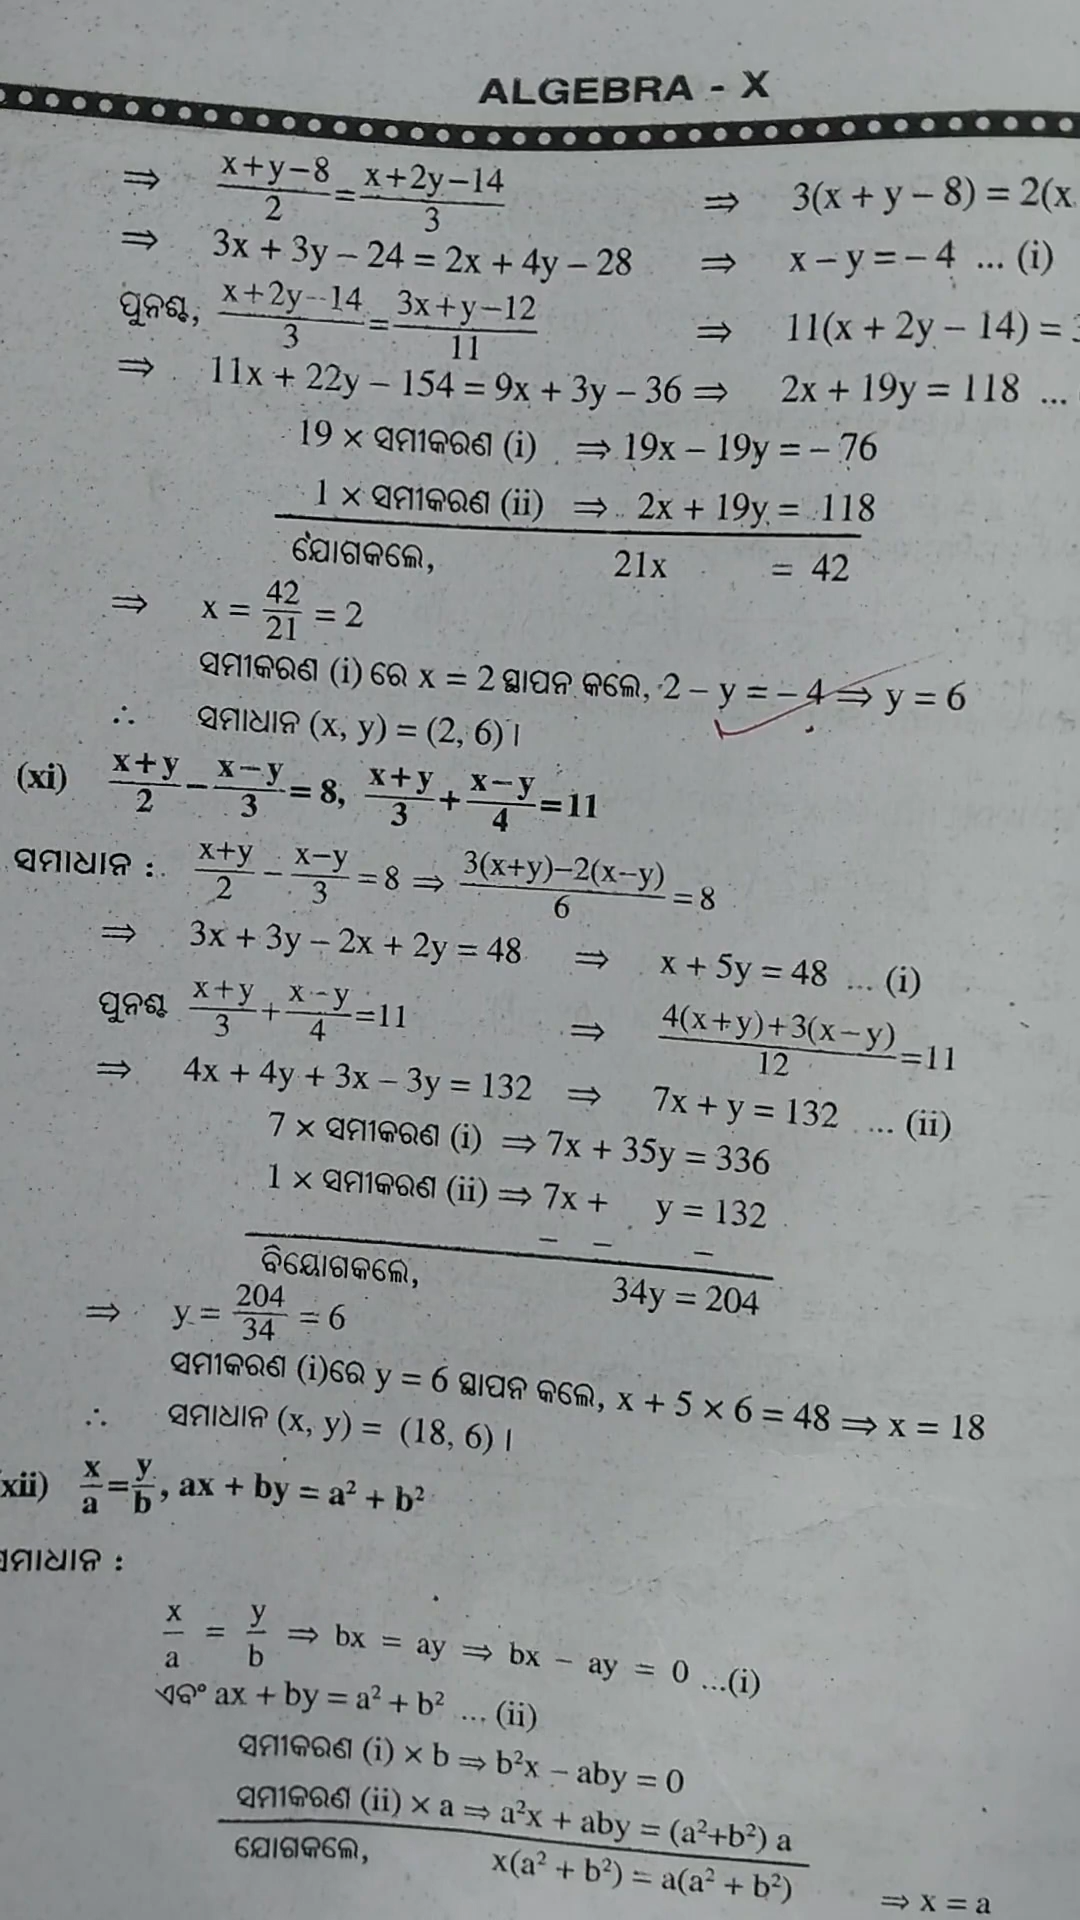 ALGEBRA - X
⇒ (x+y−8)/2 = (x+2y−14)/3 ⇒ 3(x + y − 8) = 2(x
⇒ 3x + 3y − 24 = 2x + 4y − 28 ⇒ x − y = − 4 ... (i)
ପୁନଶ୍ଚ, (x+2y−14)/3 = (3x+y−12)/11 ⇒ 11(x + 2y − 14) =
⇒ 11x + 22y − 154 = 9x + 3y − 36 ⇒ 2x + 19y = 118 ...
19 × ସମୀକରଣ (i) ⇒ 19x − 19y = − 76
1 × ସମୀକରଣ (ii) ⇒ 2x + 19y = 118
ଯୋଗକଲେ, 21x = 42
⇒ x = 42/21 = 2
ସମୀକରଣ (i) ରେ x = 2 ସ୍ଥାପନ କଲେ, 2 − y = − 4 ⇒ y = 6
∴ ସମାଧାନ (x, y) = (2, 6) ।
(xi) (x+y)/2 − (x−y)/3 = 8, (x+y)/3 + (x−y)/4 = 11
ସମାଧାନ : (x+y)/2 − (x−y)/3 = 8 ⇒ (3(x+y)−2(x−y))/6 = 8
⇒ 3x + 3y − 2x + 2y = 48 ⇒ x + 5y = 48 ... (i)
ପୁନଶ୍ଚ (x+y)/3 + (x−y)/4 = 11 ⇒ (4(x+y)+3(x−y))/12 = 11
⇒ 4x + 4y + 3x − 3y = 132 ⇒ 7x + y = 132 ... (ii)
7 × ସମୀକରଣ (i) ⇒ 7x + 35y = 336
1 × ସମୀକରଣ (ii) ⇒ 7x + y = 132
− − −
ବିୟୋଗକଲେ, 34y = 204
⇒ y = 204/34 = 6
ସମୀକରଣ (i)ରେ y = 6 ସ୍ଥାପନ କଲେ, x + 5 × 6 = 48 ⇒ x = 18
∴ ସମାଧାନ (x, y) = (18, 6) ।
xii) x/a = y/b, ax + by = a² + b²
ସମାଧାନ :
x/a = y/b ⇒ bx = ay ⇒ bx − ay = 0 ...(i)
ଏବଂ ax + by = a² + b² ... (ii)
ସମୀକରଣ (i) × b ⇒ b²x − aby = 0
ସମୀକରଣ (ii) × a ⇒ a²x + aby = (a²+b²) a
ଯୋଗକଲେ, x(a² + b²) = a(a² + b²) ⇒ x = a